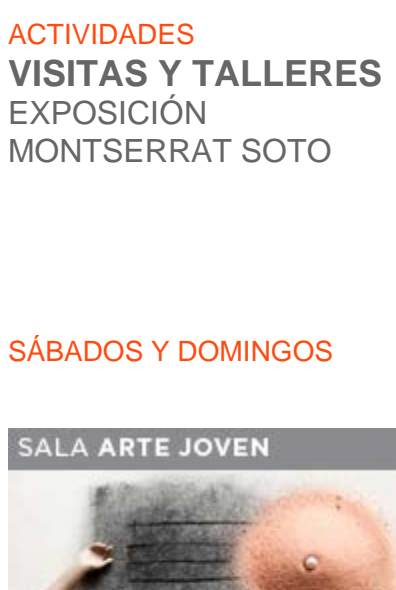 ACTIVIDADES
VISITAS Y TALLERES
EXPOSICIÓN
MONTSERRAT SOTO
SÁBADOS Y DOMINGOS
SALA ARTE JOVEN